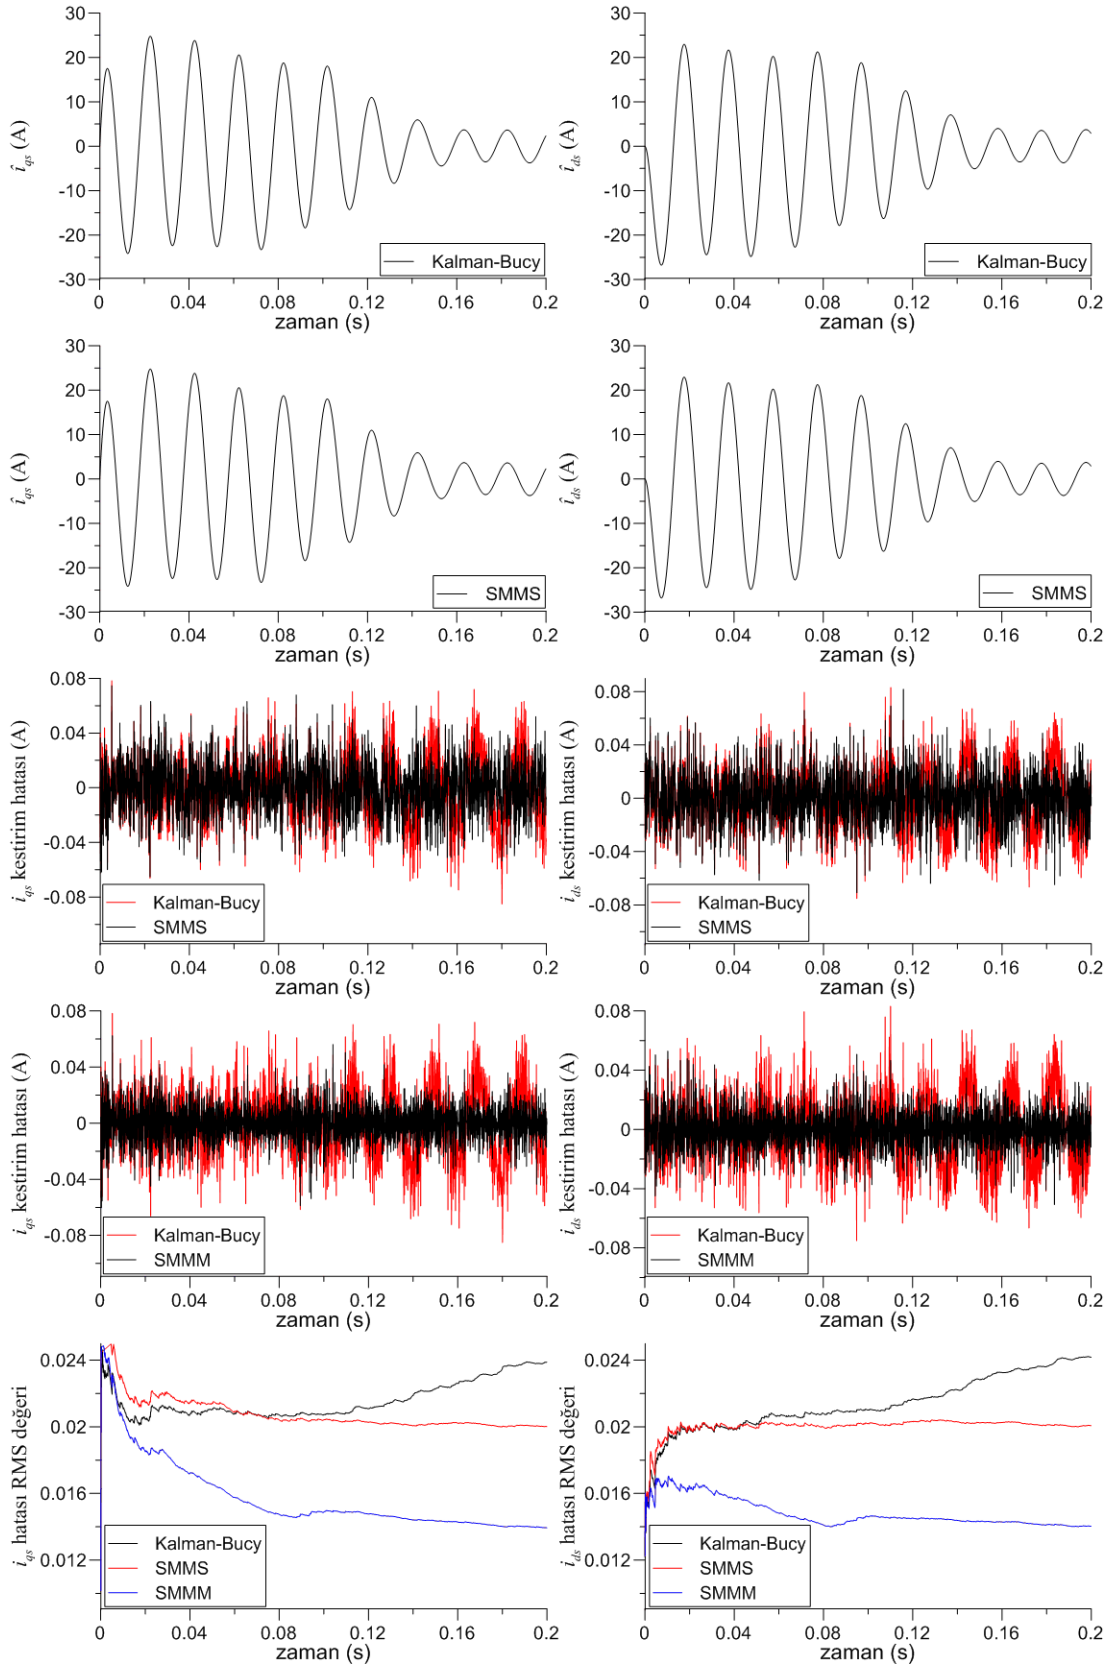 30
20
10
0
-10
-20
-30
î_qs (A)
Kalman-Bucy
0 0.04 0.08 0.12 0.16 0.2
zaman (s)
30
20
10
0
-10
-20
-30
î_ds (A)
Kalman-Bucy
0 0.04 0.08 0.12 0.16 0.2
zaman (s)
30
20
10
0
-10
-20
-30
î_qs (A)
SMMS
0 0.04 0.08 0.12 0.16 0.2
zaman (s)
30
20
10
0
-10
-20
-30
î_ds (A)
SMMS
0 0.04 0.08 0.12 0.16 0.2
zaman (s)
0.08
0.04
0
-0.04
-0.08
i_qs kestirim hatası (A)
Kalman-Bucy
SMMS
0 0.04 0.08 0.12 0.16 0.2
zaman (s)
0.08
0.04
0
-0.04
-0.08
i_ds kestirim hatası (A)
Kalman-Bucy
SMMS
0 0.04 0.08 0.12 0.16 0.2
zaman (s)
0.08
0.04
0
-0.04
-0.08
i_qs kestirim hatası (A)
Kalman-Bucy
SMMM
0 0.04 0.08 0.12 0.16 0.2
zaman (s)
0.08
0.04
0
-0.04
-0.08
i_ds kestirim hatası (A)
Kalman-Bucy
SMMM
0 0.04 0.08 0.12 0.16 0.2
zaman (s)
0.024
0.02
0.016
0.012
i_qs hatası RMS değeri
Kalman-Bucy
SMMS
SMMM
0 0.04 0.08 0.12 0.16 0.2
zaman (s)
0.024
0.02
0.016
0.012
i_ds hatası RMS değeri
Kalman-Bucy
SMMS
SMMM
0 0.04 0.08 0.12 0.16 0.2
zaman (s)